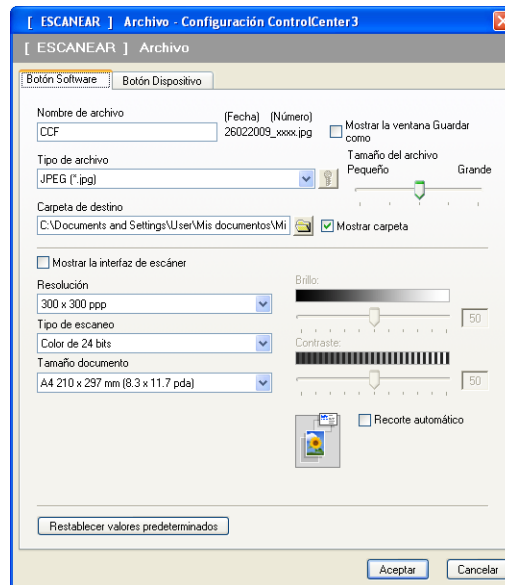 [ ESCANEAR ] Archivo - Configuración ControlCenter3
[ ESCANEAR ] Archivo
Botón Software
Botón Dispositivo
Nombre de archivo
(Fecha) (Número)
CCF
26022009_xxxx.jpg
Mostrar la ventana Guardar
como
Tipo de archivo
Tamaño del archivo
Pequeño Grande
JPEG (*.jpg)
Carpeta de destino
C:\Documents and Settings\User\Mis documentos\Mi
Mostrar carpeta
Mostrar la interfaz de escáner
Resolución
Brillo:
300 x 300 ppp
50
Tipo de escaneo
Color de 24 bits
Contraste:
Tamaño documento
A4 210 x 297 mm (8.3 x 11.7 pda)
50
Recorte automático
Restablecer valores predeterminados
Aceptar
Cancelar